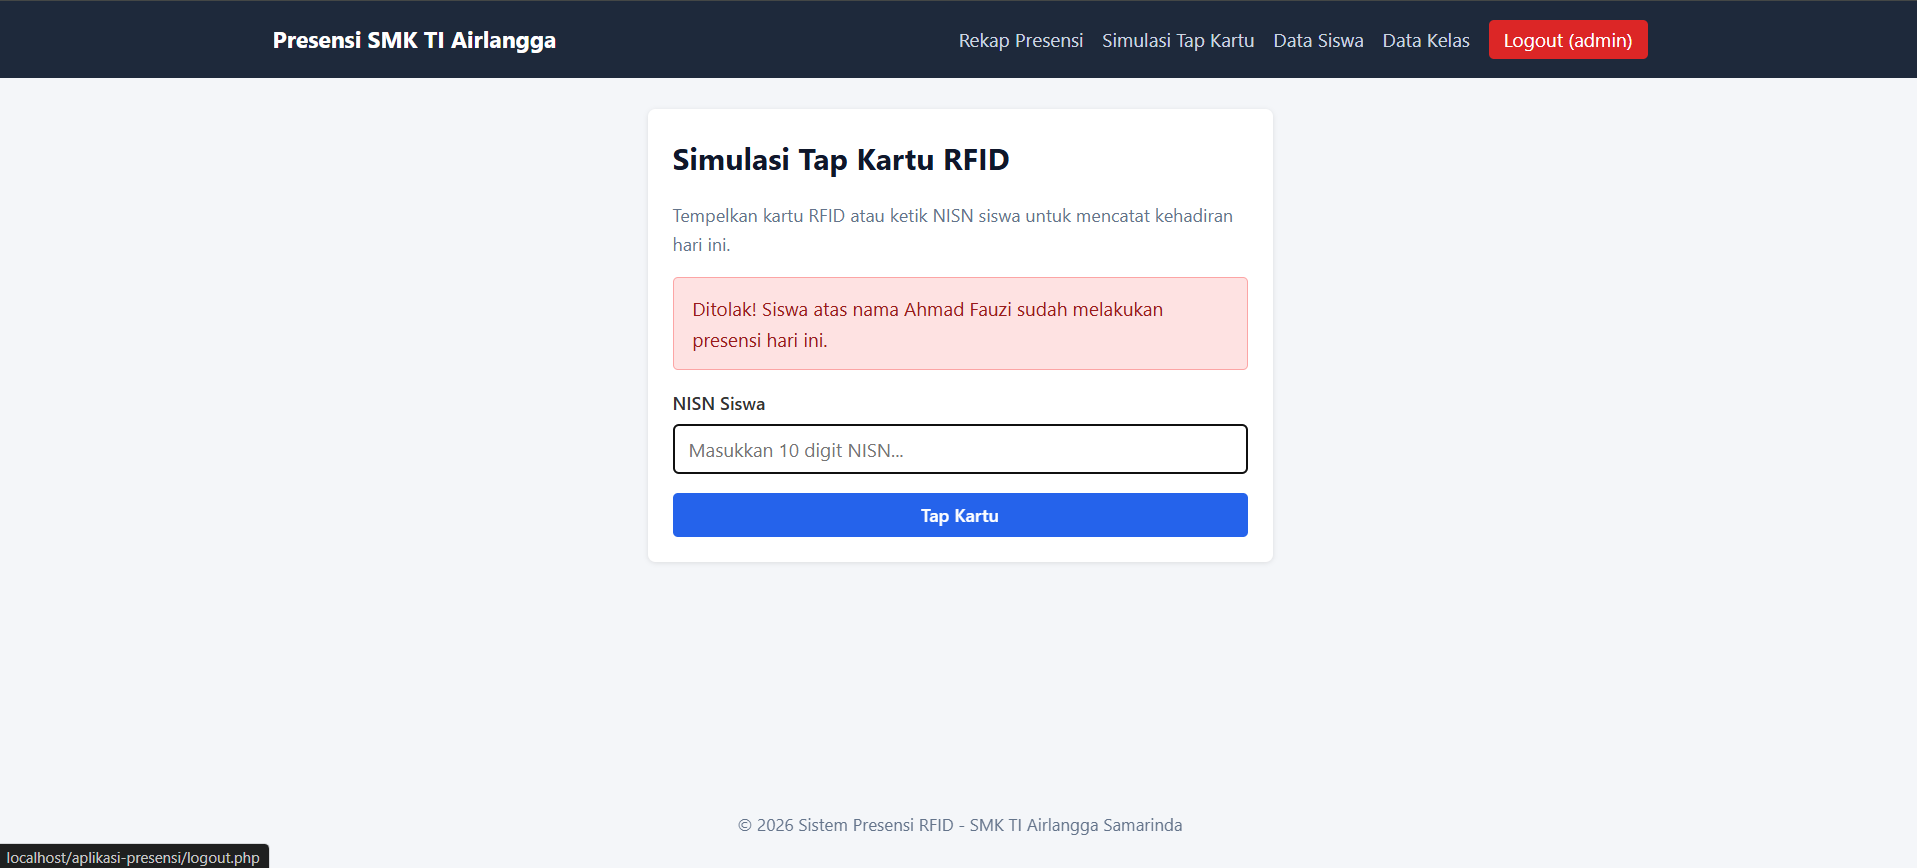 Presensi SMK TI Airlangga
Rekap Presensi
Simulasi Tap Kartu
Data Siswa
Data Kelas
Logout (admin)
Simulasi Tap Kartu RFID
Tempelkan kartu RFID atau ketik NISN siswa untuk mencatat kehadiran
hari ini.
Ditolak! Siswa atas nama Ahmad Fauzi sudah melakukan
presensi hari ini.
NISN Siswa
Masukkan 10 digit NISN...
Tap Kartu
© 2026 Sistem Presensi RFID - SMK TI Airlangga Samarinda
localhost/aplikasi-presensi/logout.php